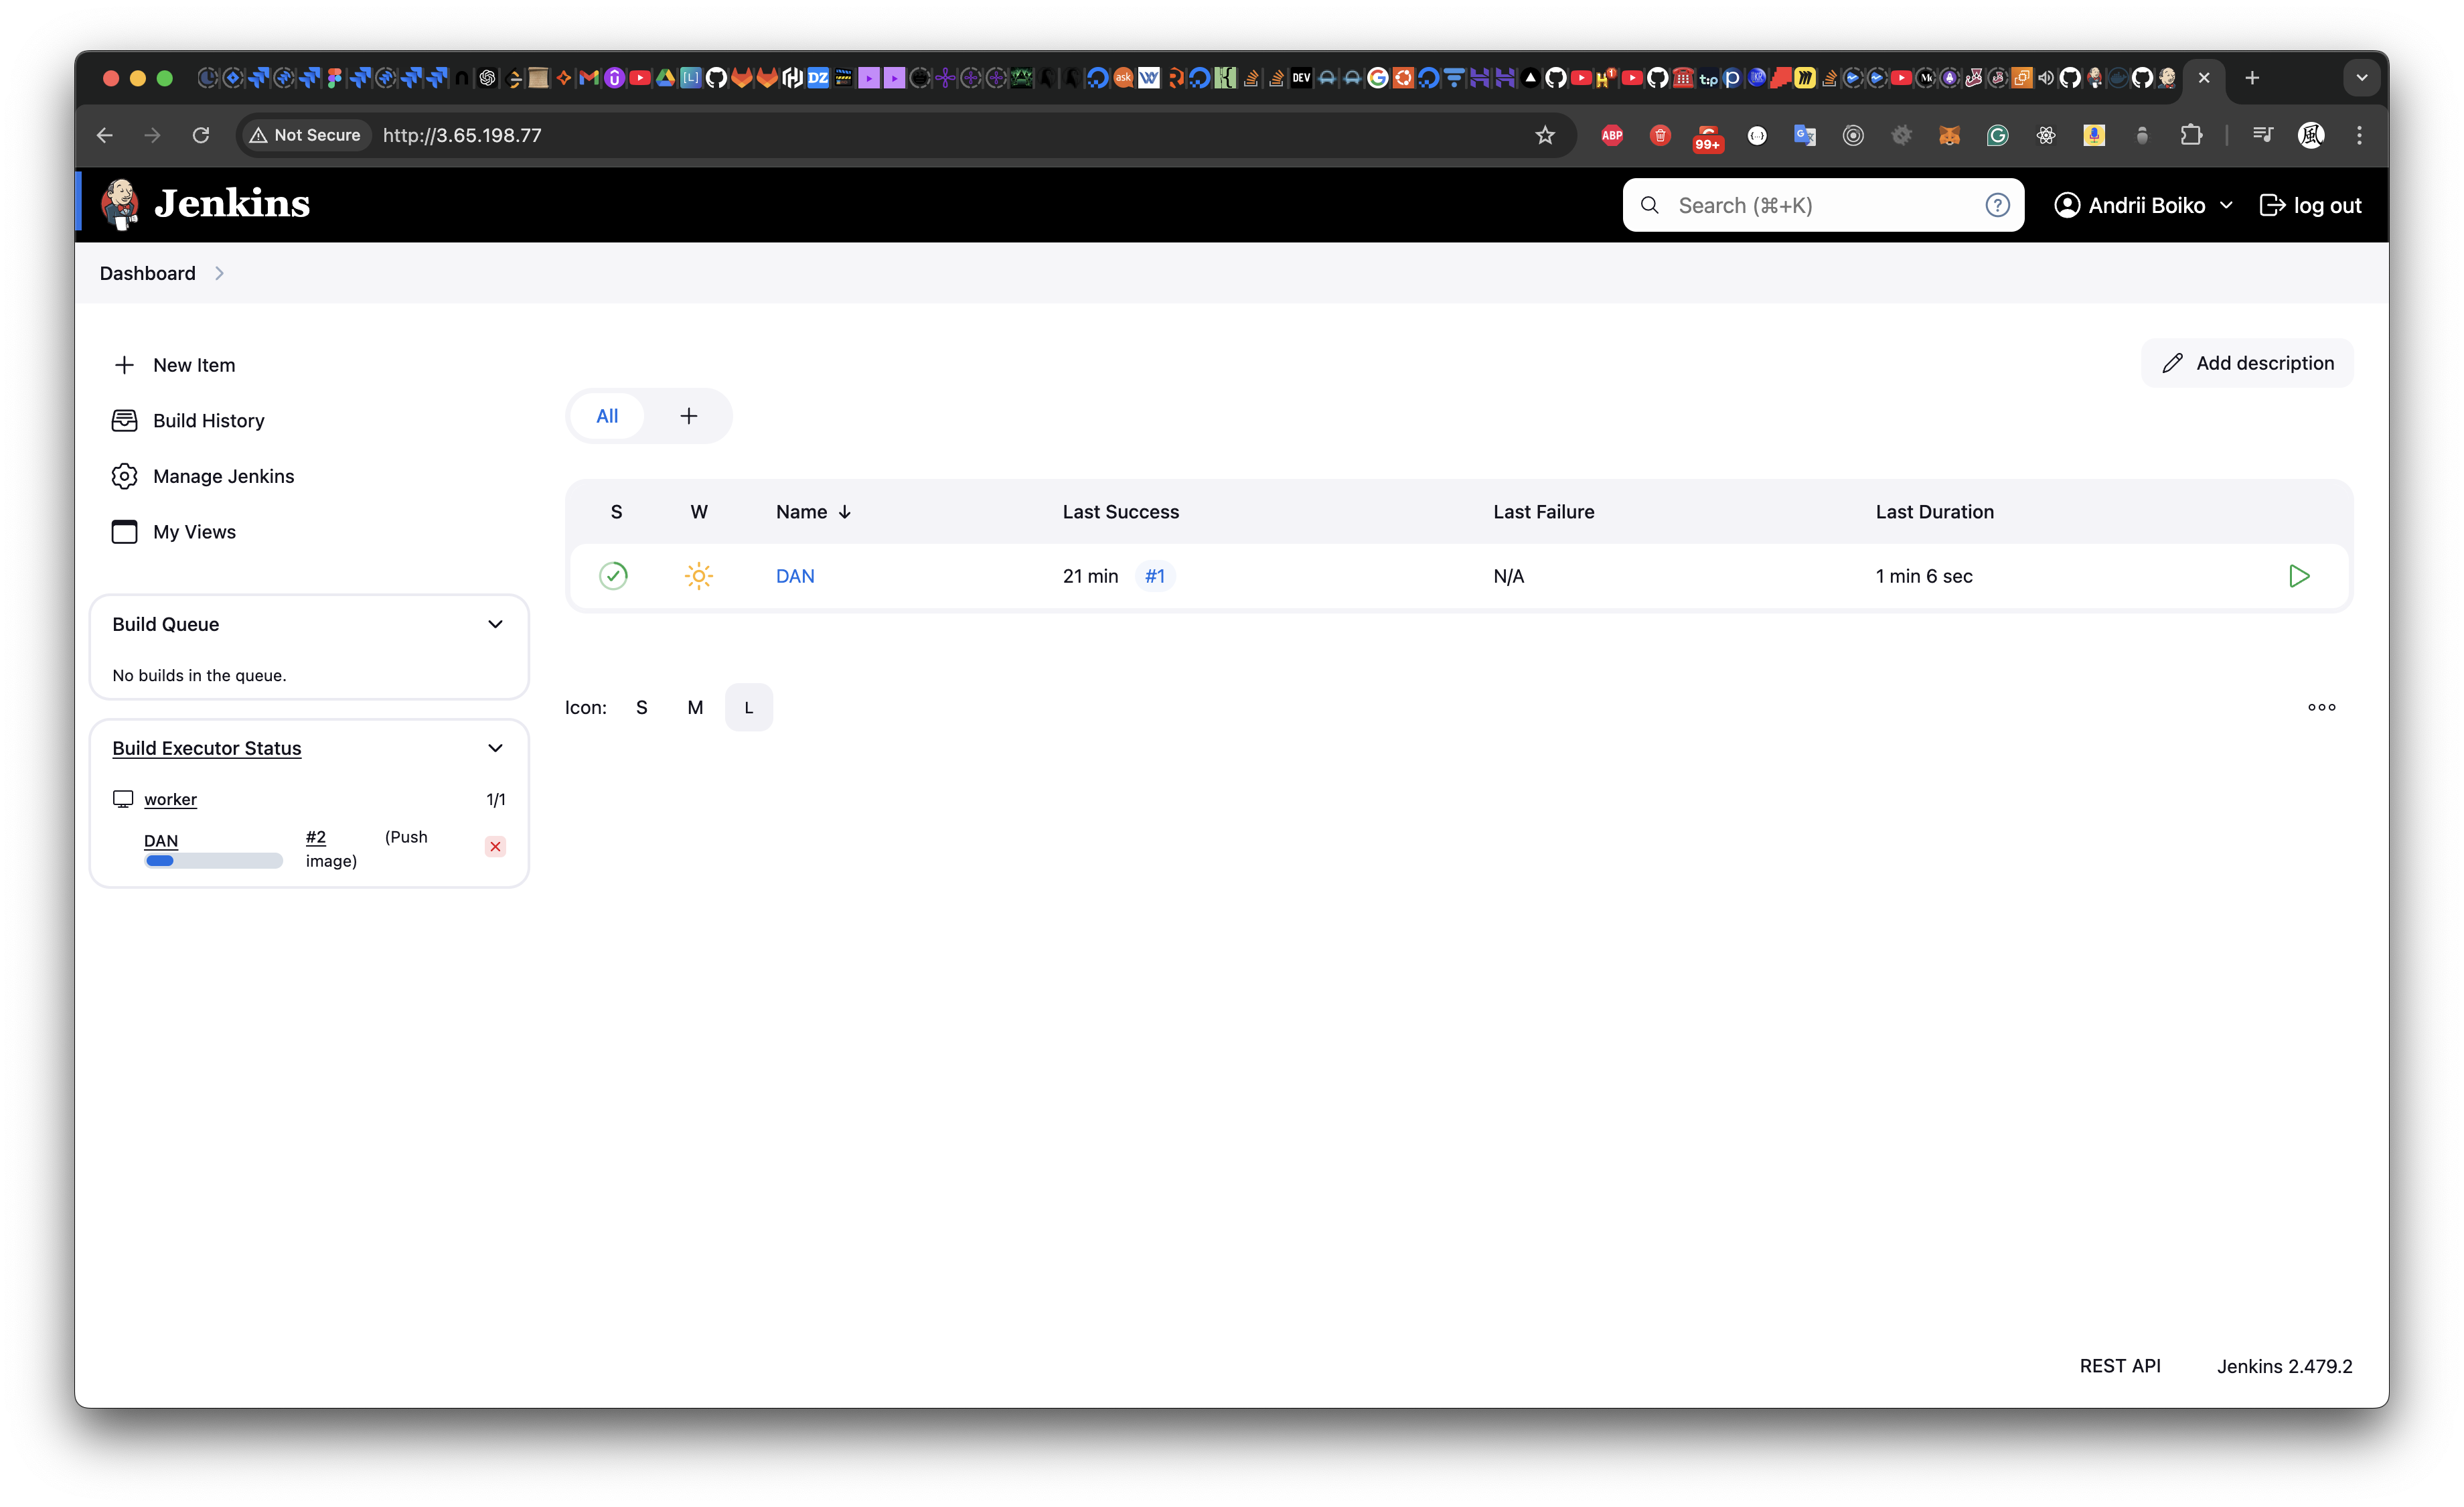 Not Secure http://3.65.198.77
ABP
99+
Jenkins
Search (⌘+K)
Andrii Boiko
log out
Dashboard
New Item
Add description
Build History
All
Manage Jenkins
My Views
S W Name ↓ Last Success Last Failure Last Duration
DAN 21 min #1 N/A 1 min 6 sec
Build Queue
No builds in the queue.
Icon: S M L
Build Executor Status
worker 1/1
DAN #2 (Push
image)
REST API Jenkins 2.479.2